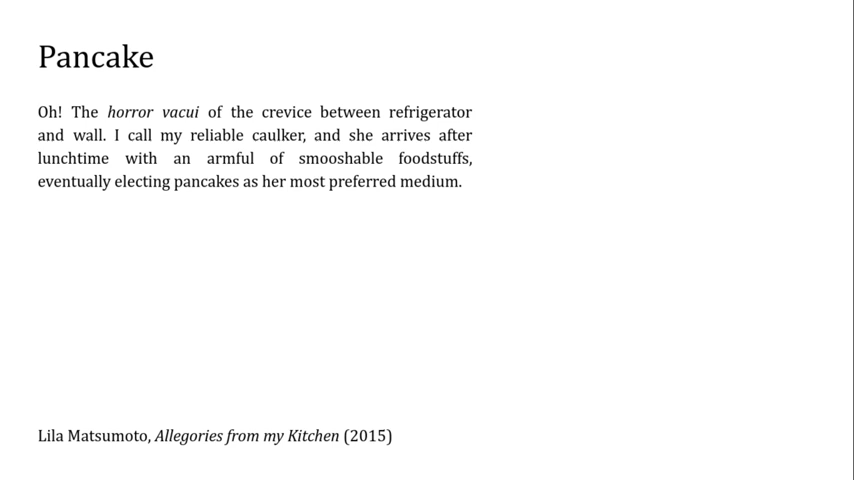 Pancake
Oh! The horror vacui of the crevice between refrigerator
and wall. I call my reliable caulker, and she arrives after
lunchtime with an armful of smooshable foodstuffs,
eventually electing pancakes as her most preferred medium.
Lila Matsumoto, Allegories from my Kitchen (2015)